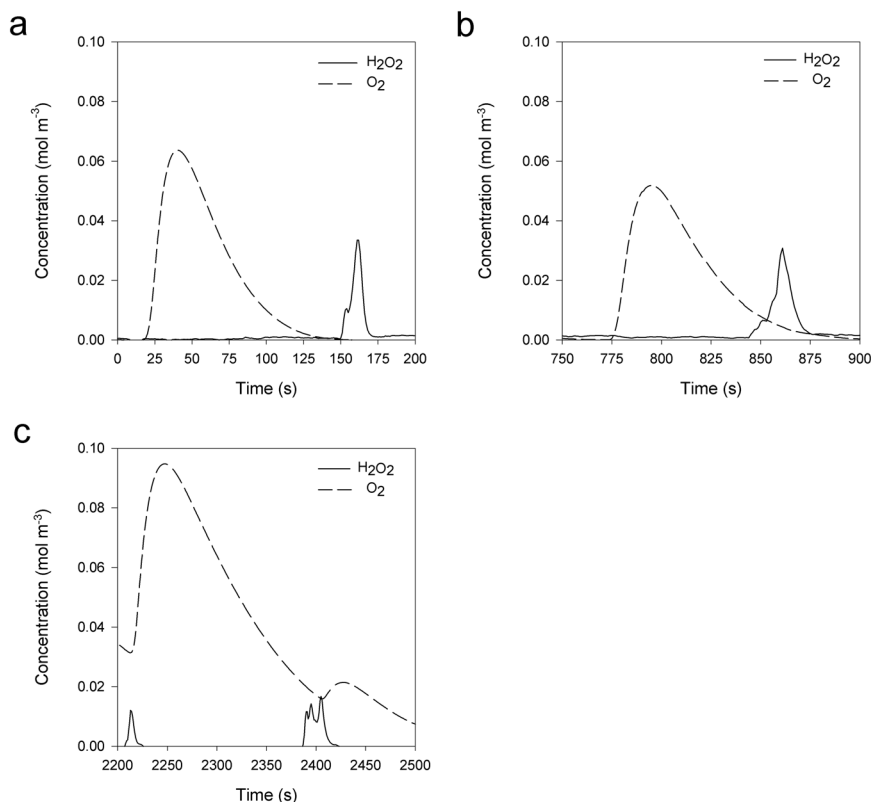 a
0.10
0.08
0.06
0.04
0.02
0.00
Concentration (mol m-3)
H2O2
O2
0 25 50 75 100 125 150 175 200
Time (s)
b
0.10
0.08
0.06
0.04
0.02
0.00
Concentration (mol m-3)
H2O2
O2
750 775 800 825 850 875 900
Time (s)
c
0.10
0.08
0.06
0.04
0.02
0.00
Concentration (mol m-3)
H2O2
O2
2200 2250 2300 2350 2400 2450 2500
Time (s)